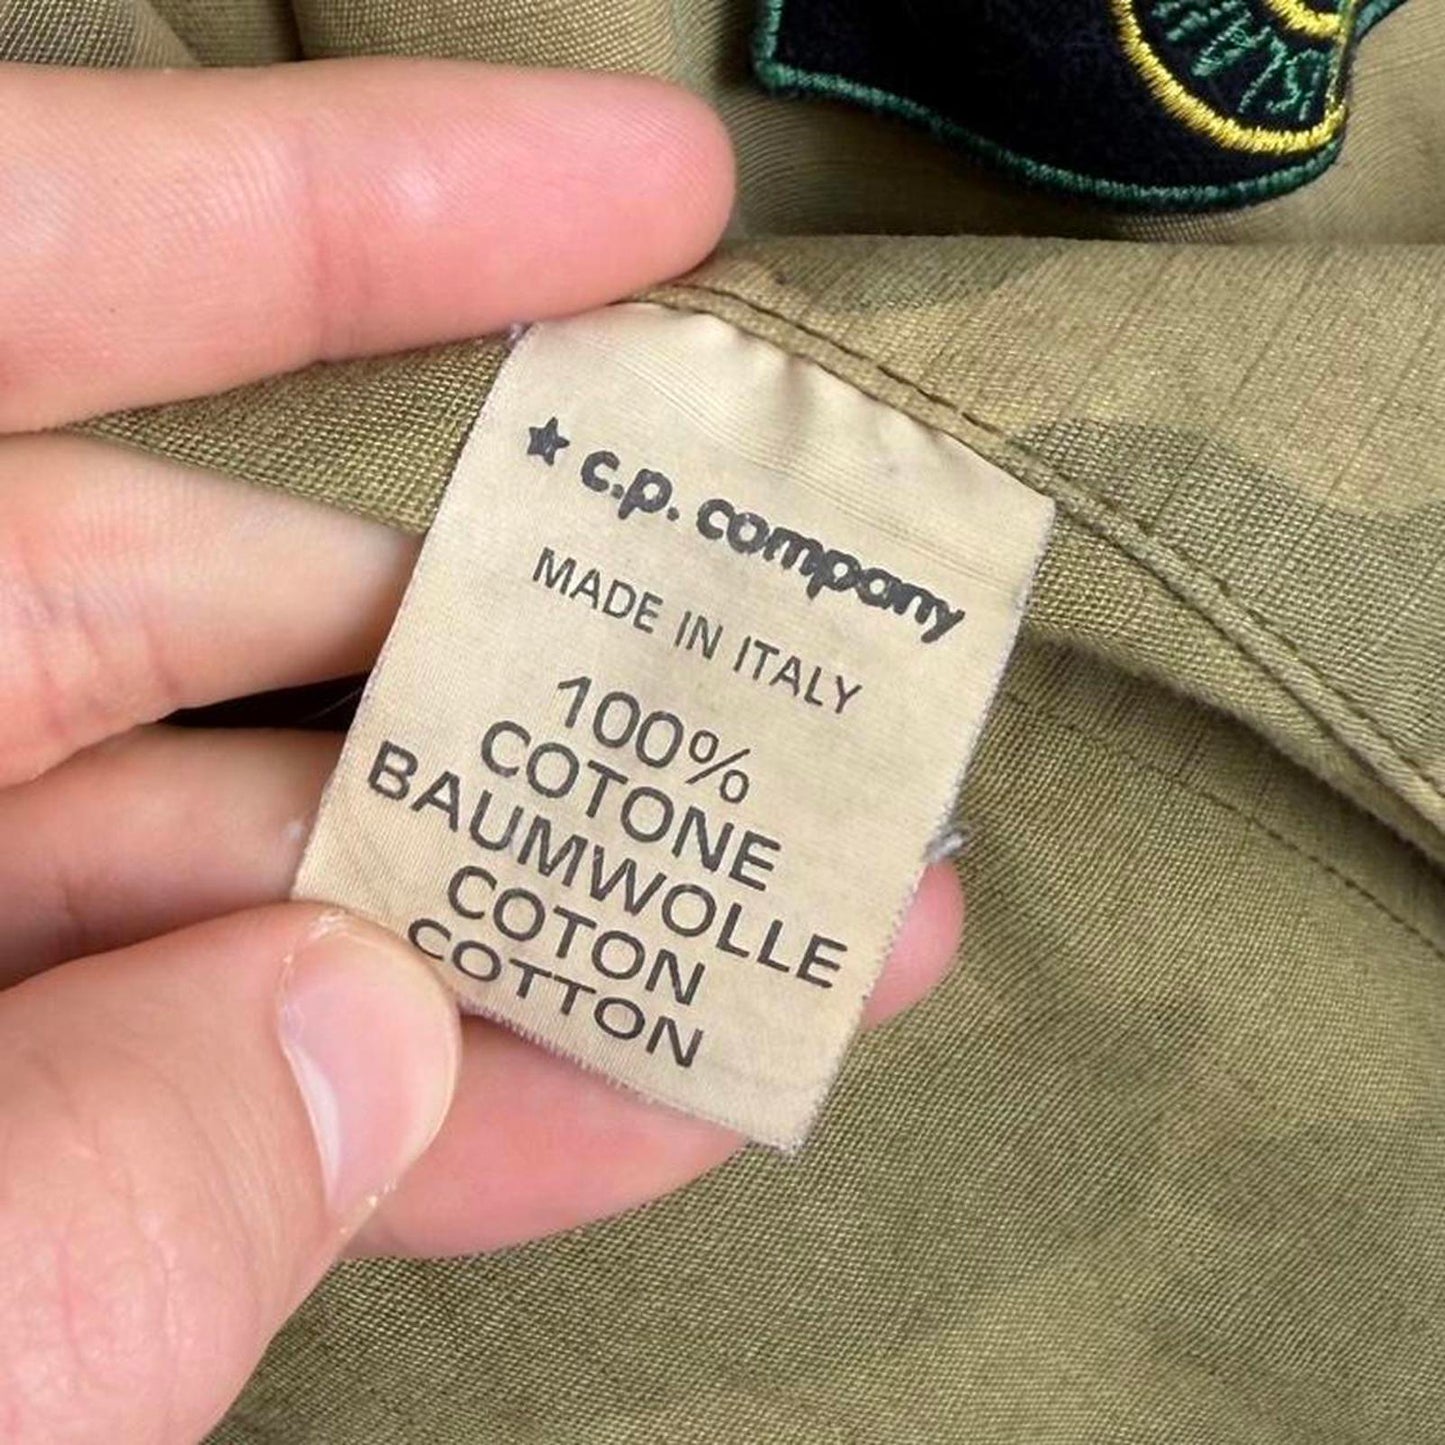 ★ c.p. company
MADE IN ITALY
100%
COTONE
BAUMWOLLE
COTON
COTTON